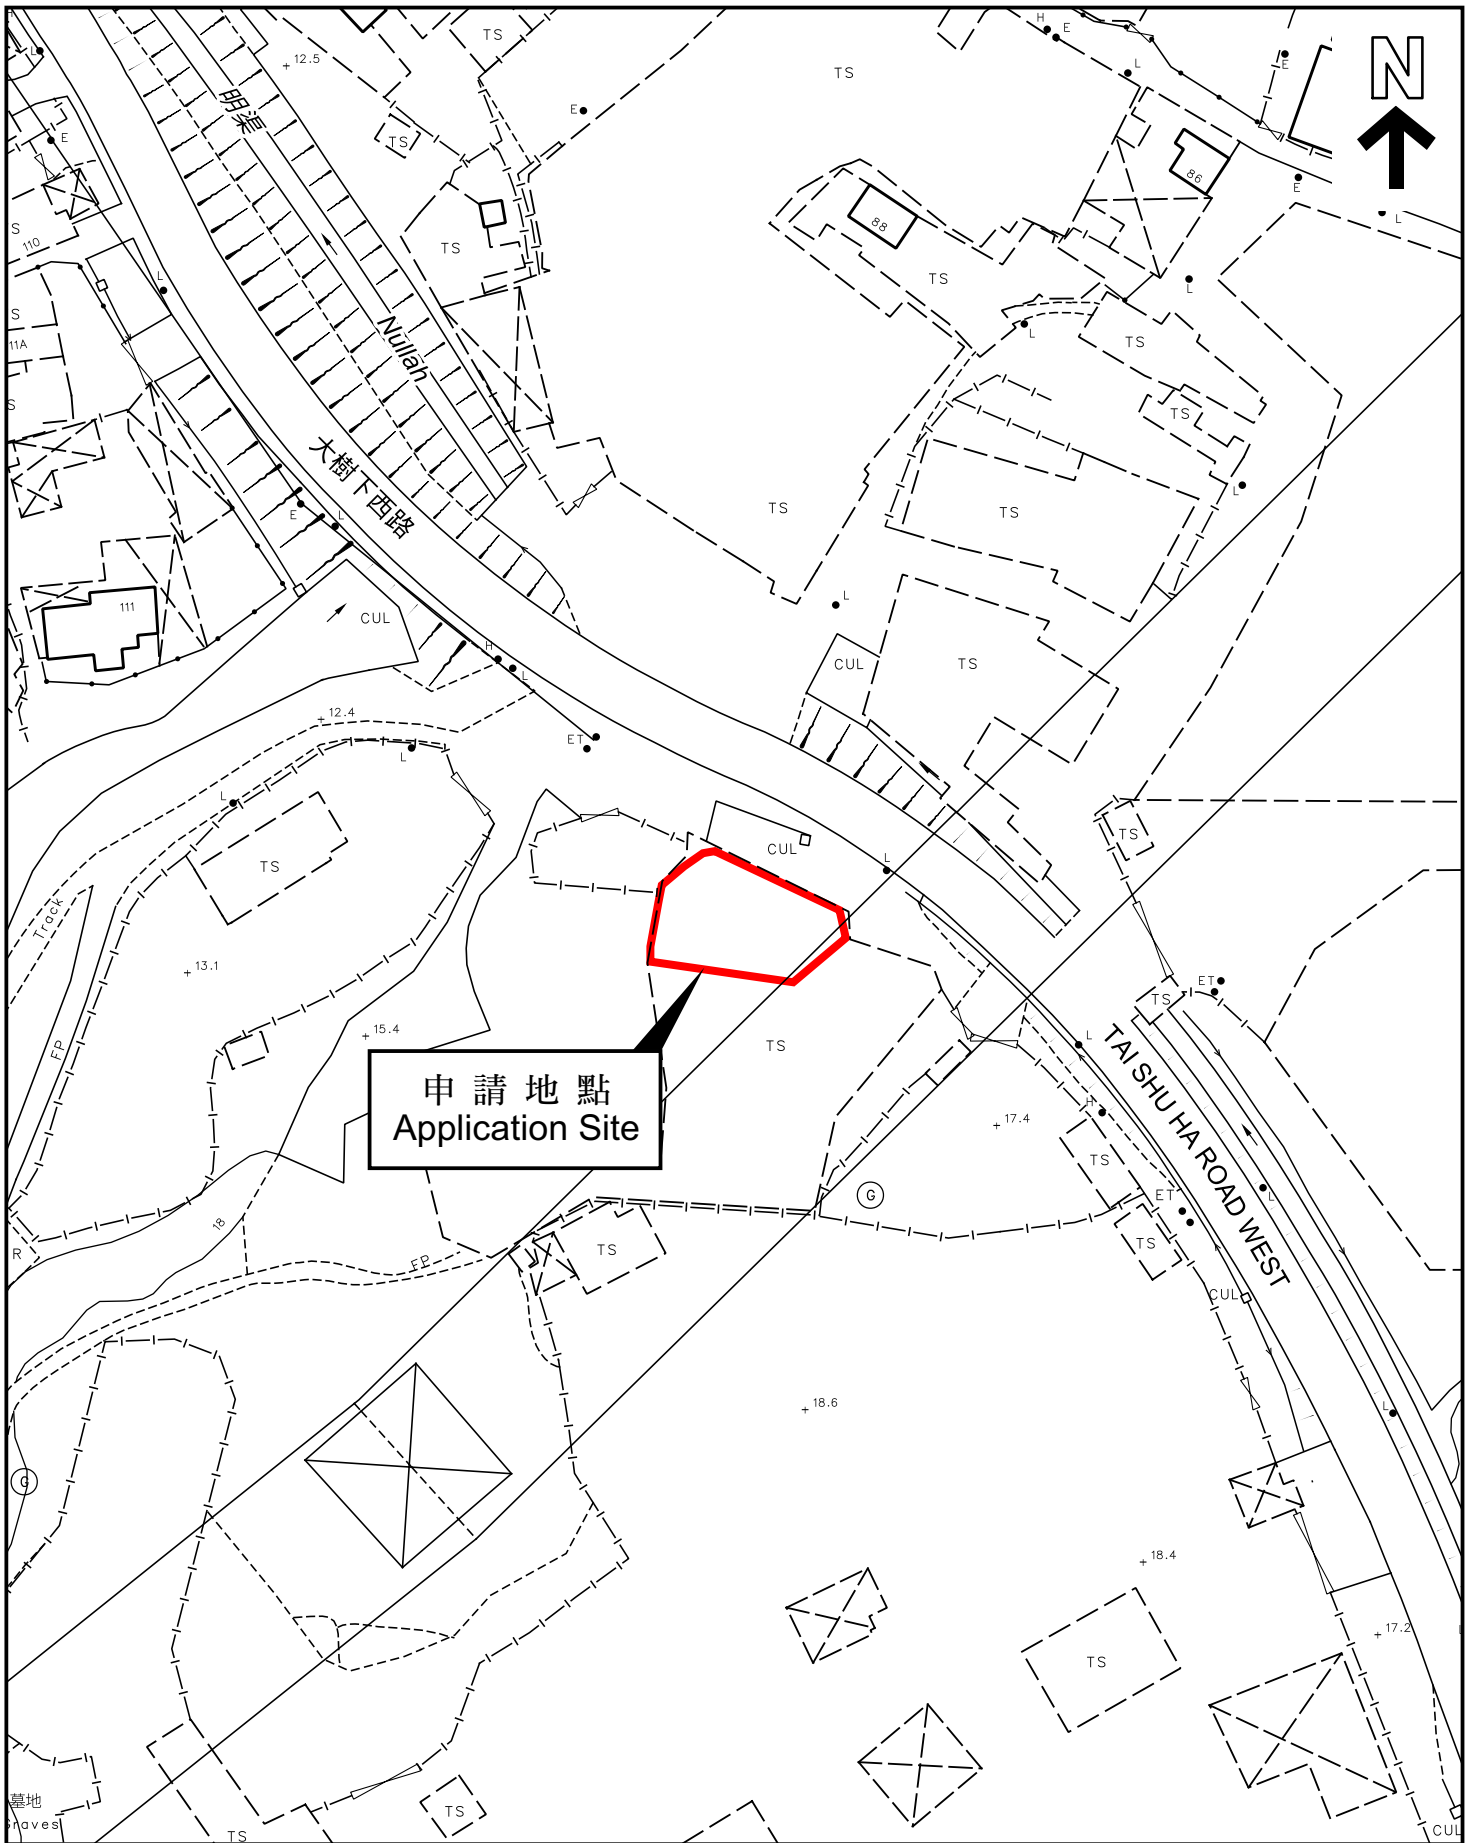 H
E
E
L
TS
12.5
N
L
TS
E
L
明渠
E
TS
86
E
S
88
L
110
TS
TS
L
L
S
Nullah
L
11A
TS
S
TS
大樹下西路
L
E
L
TS
TS
111
L
CUL
H
L
CUL
TS
12.4
ET
L
L
TS
CUL
TS
L
Track
13.1
ET
TS
15.4
TS
L
FP
TAI SHU HA ROAD WEST
申請地點
Application Site
H
17.4
TS
G
ET
L
18
R
TS
FP
TS
CUL
18.6
L
G
18.4
17.2
TS
墓地
Graves
TS
TS
CUL